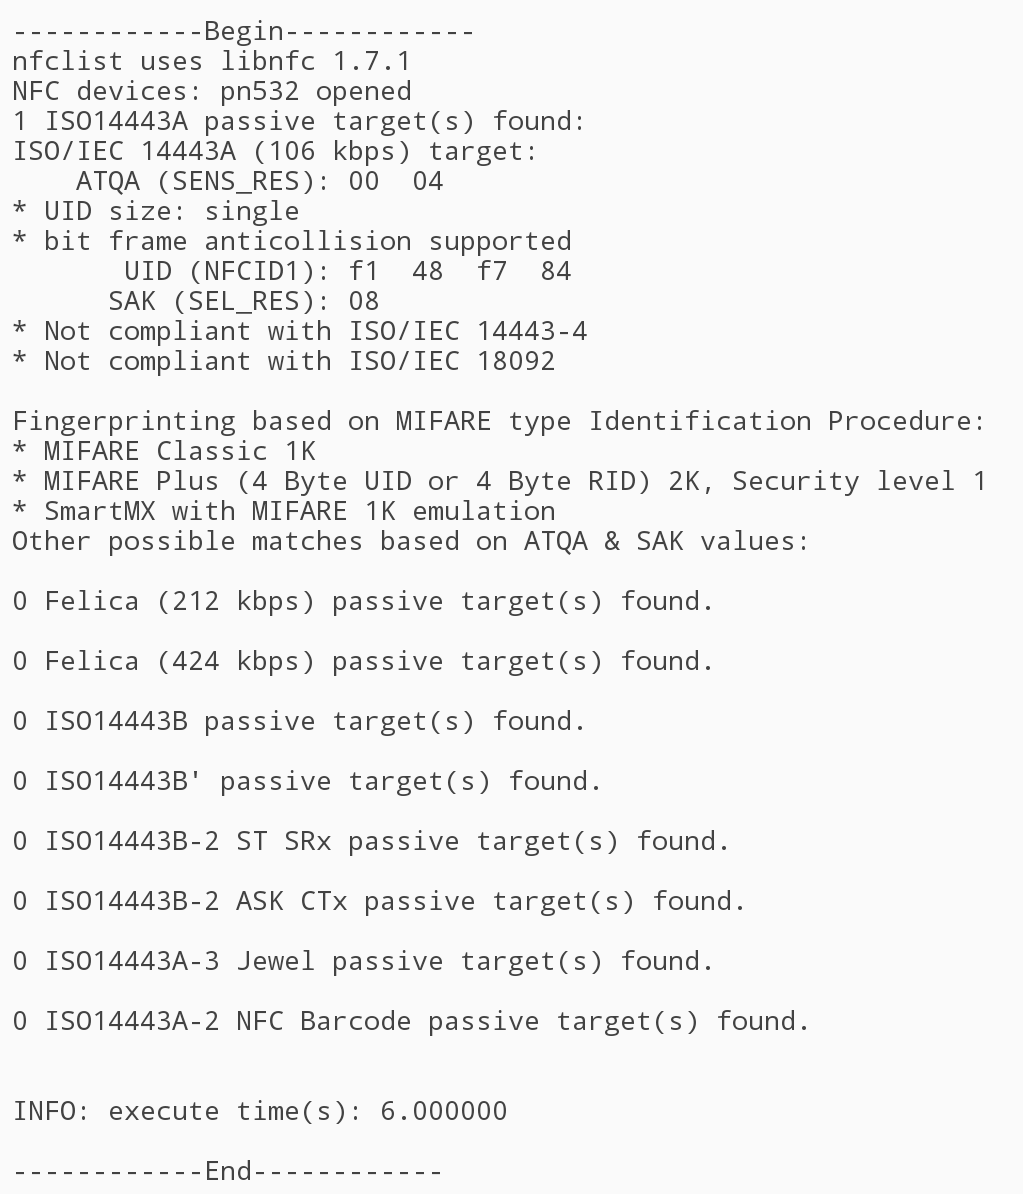 ------------Begin------------
nfclist uses libnfc 1.7.1
NFC devices: pn532 opened
1 ISO14443A passive target(s) found:
ISO/IEC 14443A (106 kbps) target:
    ATQA (SENS_RES): 00  04
* UID size: single
* bit frame anticollision supported
       UID (NFCID1): f1  48  f7  84
      SAK (SEL_RES): 08
* Not compliant with ISO/IEC 14443-4
* Not compliant with ISO/IEC 18092

Fingerprinting based on MIFARE type Identification Procedure:
* MIFARE Classic 1K
* MIFARE Plus (4 Byte UID or 4 Byte RID) 2K, Security level 1
* SmartMX with MIFARE 1K emulation
Other possible matches based on ATQA & SAK values:

0 Felica (212 kbps) passive target(s) found.

0 Felica (424 kbps) passive target(s) found.

0 ISO14443B passive target(s) found.

0 ISO14443B' passive target(s) found.

0 ISO14443B-2 ST SRx passive target(s) found.

0 ISO14443B-2 ASK CTx passive target(s) found.

0 ISO14443A-3 Jewel passive target(s) found.

0 ISO14443A-2 NFC Barcode passive target(s) found.


INFO: execute time(s): 6.000000

------------End------------